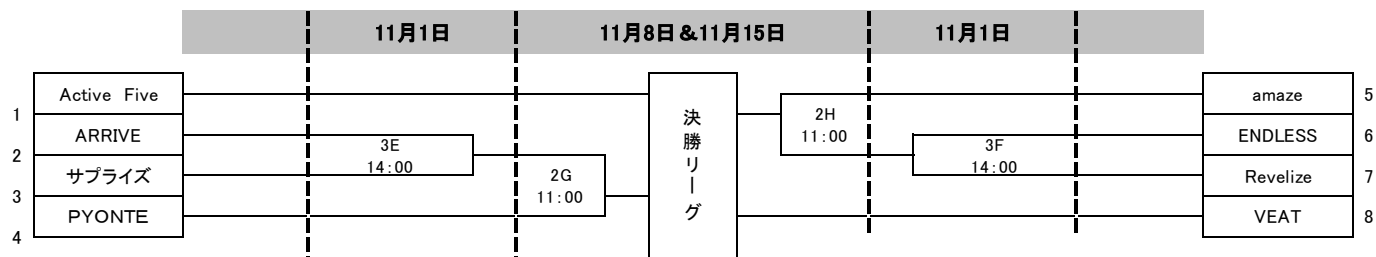 11月1日 11月8日&11月15日 11月1日
Active Five
1
ARRIVE
2
サプライズ
3
PYONTE
4
3E
14:00
2G
11:00
決勝リーグ
2H
11:00
3F
14:00
amaze 5
ENDLESS 6
Revelize 7
VEAT 8